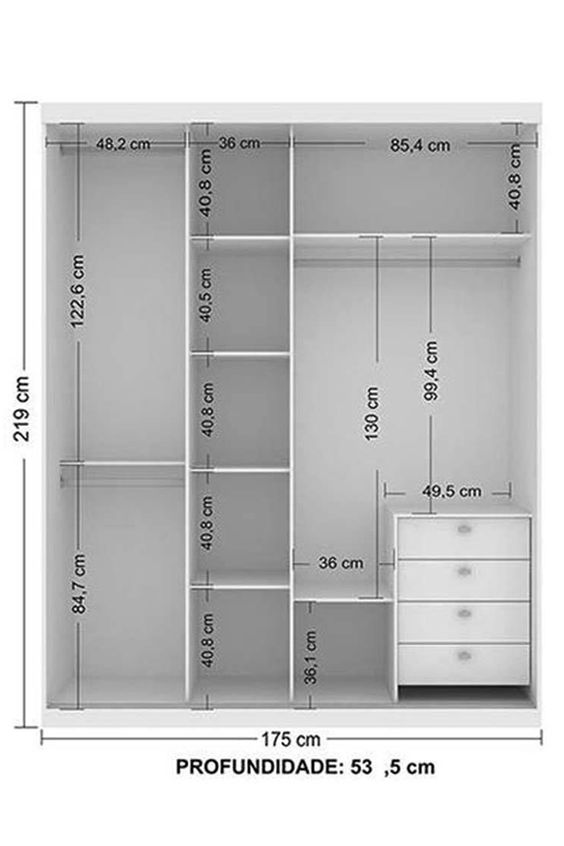 48,2 cm
36 cm
85,4 cm
40,8 cm
40,8 cm
122,6 cm
40,5 cm
219 cm
130 cm
99,4 cm
40,8 cm
49,5 cm
40,8 cm
36 cm
84,7 cm
40,8 cm
36,1 cm
175 cm
PROFUNDIDADE: 53 ,5 cm